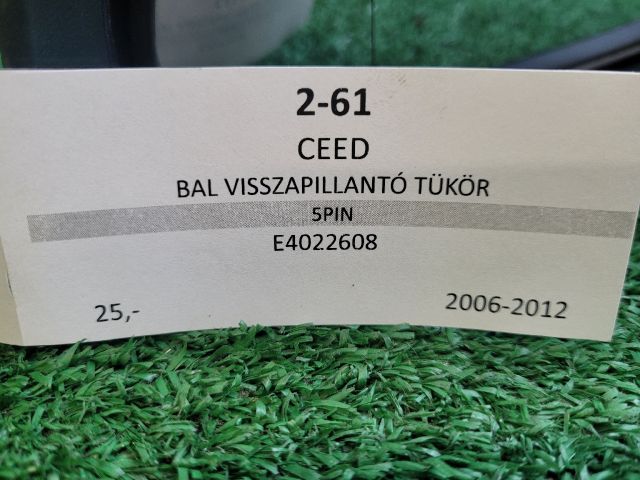 2-61
CEED
BAL VISSZAPILLANTÓ TÜKÖR
5PIN
E4022608
25,- 2006-2012